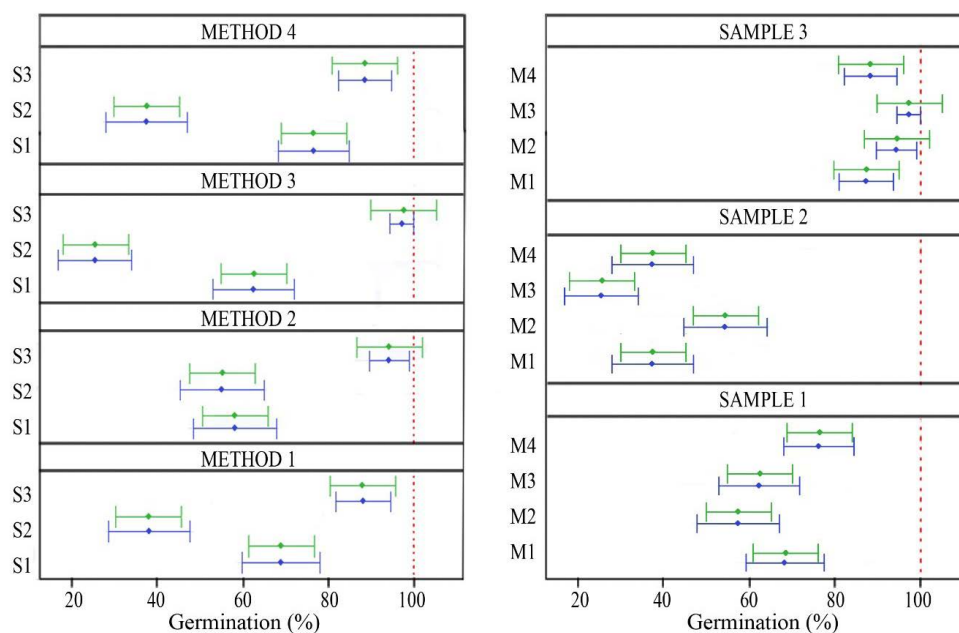 METHOD 4
S3
S2
S1
METHOD 3
S3
S2
S1
METHOD 2
S3
S2
S1
METHOD 1
S3
S2
S1
20 40 60 80 100
Germination (%)
SAMPLE 3
M4
M3
M2
M1
SAMPLE 2
M4
M3
M2
M1
SAMPLE 1
M4
M3
M2
M1
20 40 60 80 100
Germination (%)